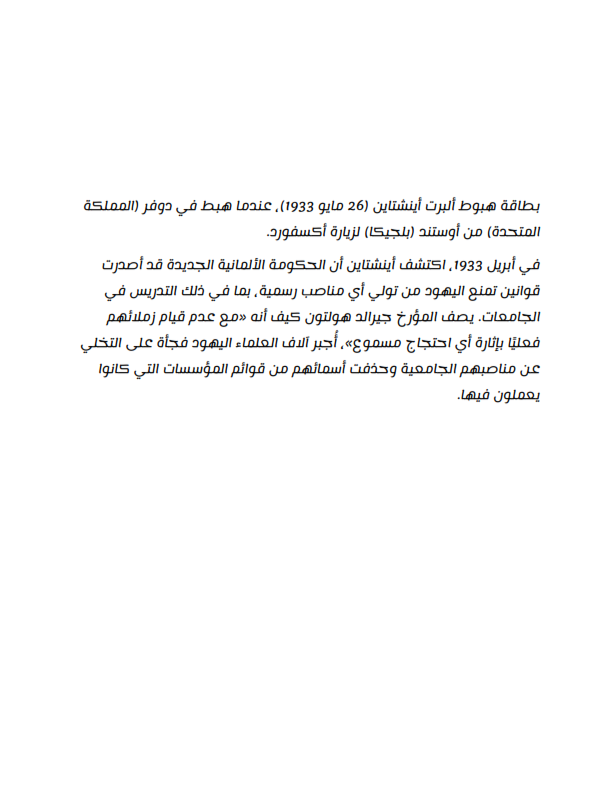 بطاقة هبوط ألبرت أينشتاين (26 مايو 1933)، عندما هبط في دوفر (المملكة
المتحدة) من أوستند (بلجيكا) لزيارة أكسفورد.
في أبريل 1933، اكتشف أينشتاين أن الحكومة الألمانية الجديدة قد أصدرت
قوانين تمنع اليهود من تولي أي مناصب رسمية، بما في ذلك التدريس في
الجامعات. يصف المؤرخ جيرالد هولتون كيف أنه «مع عدم قيام زملائهم
فعليًا بإثارة أي احتجاج مسموع»، أُجبر آلاف العلماء اليهود فجأة على التخلي
عن مناصبهم الجامعية وحذفت أسمائهم من قوائم المؤسسات التي كانوا
يعملون فيها.